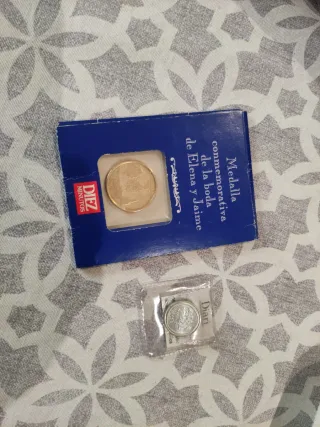 Medalla
conmemorativa
de la boda
de Elena y Jaime
DIEZ
MINUTOS